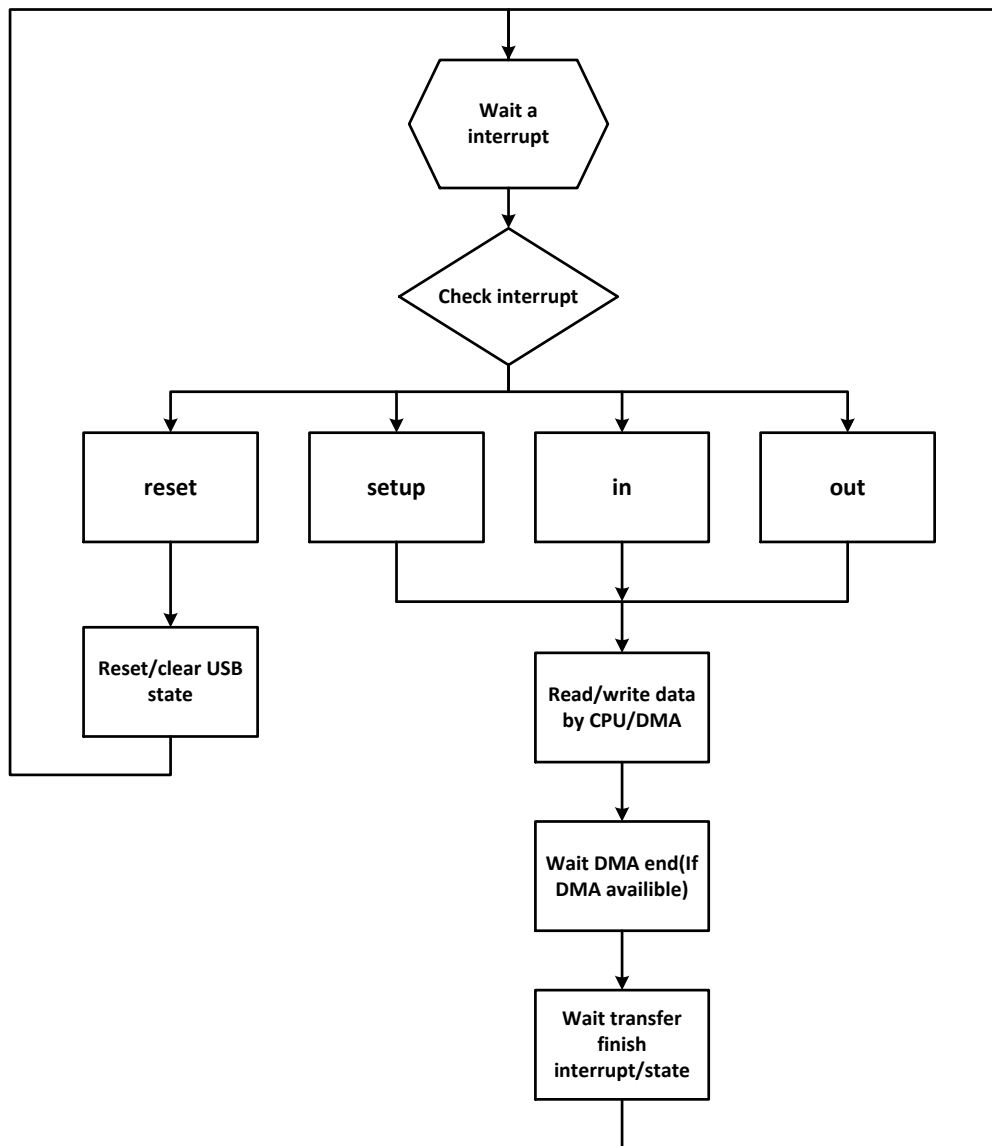 Wait a
interrupt
Check interrupt
reset
setup
in
out
Reset/clear USB
state
Read/write data
by CPU/DMA
Wait DMA end(If
DMA availible)
Wait transfer
finish
interrupt/state